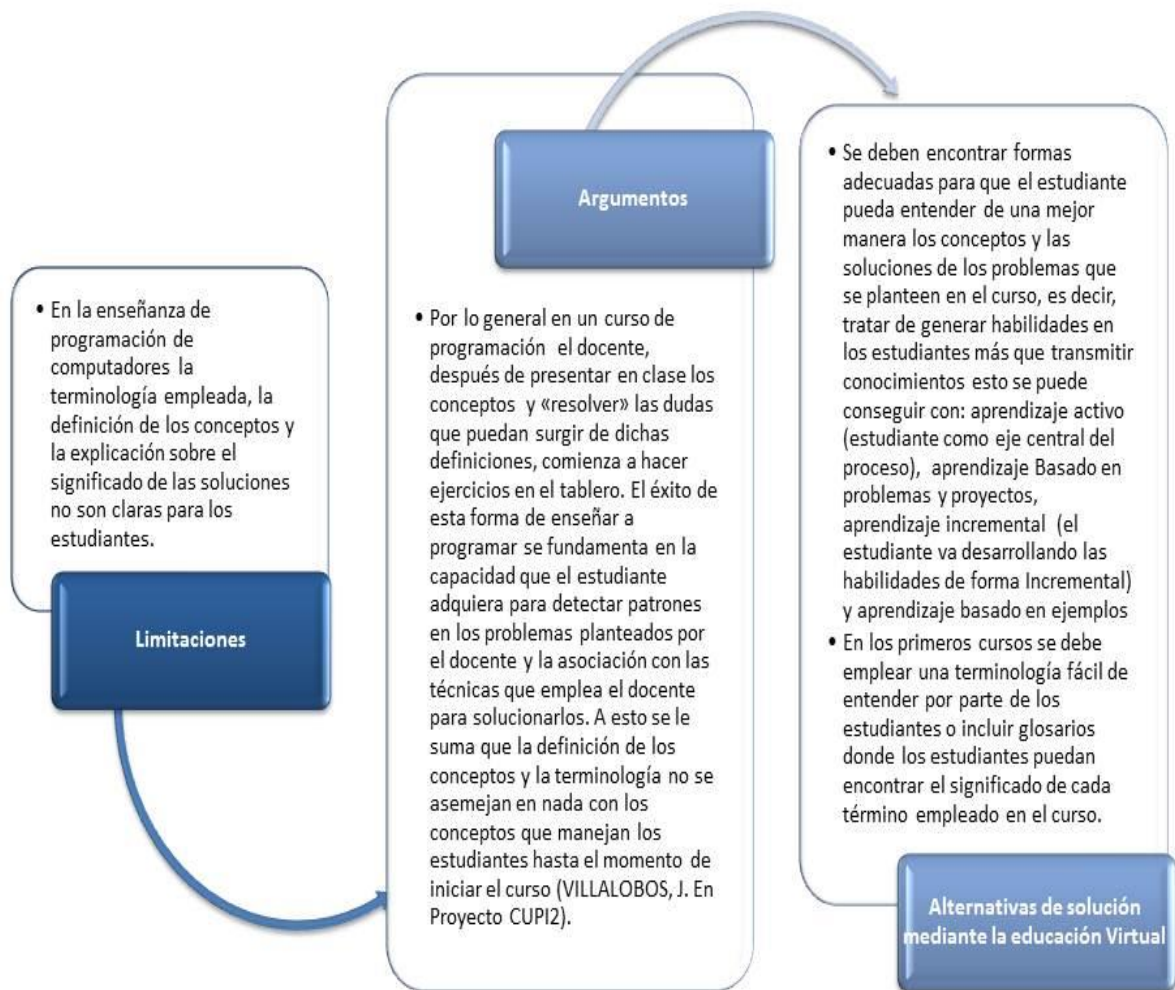 • En la enseñanza de
programación de
computadores la
terminología empleada, la
definición de los conceptos y
la explicación sobre el
significado de las soluciones
no son claras para los
estudiantes.
Limitaciones
Argumentos
• Por lo general en un curso de
programación el docente,
después de presentar en clase los
conceptos y «resolver» las dudas
que puedan surgir de dichas
definiciones, comienza a hacer
ejercicios en el tablero. El éxito de
esta forma de enseñar a
programar se fundamenta en la
capacidad que el estudiante
adquiera para detectar patrones
en los problemas planteados por
el docente y la asociación con las
técnicas que emplea el docente
para solucionarlos. A esto se le
suma que la definición de los
conceptos y la terminología no se
asemejan en nada con los
conceptos que manejan los
estudiantes hasta el momento de
iniciar el curso (VILLALOBOS, J. En
Proyecto CUPI2).
• Se deben encontrar formas
adecuadas para que el estudiante
pueda entender de una mejor
manera los conceptos y las
soluciones de los problemas que
se planteen en el curso, es decir,
tratar de generar habilidades en
los estudiantes más que transmitir
conocimientos esto se puede
conseguir con: aprendizaje activo
(estudiante como eje central del
proceso), aprendizaje Basado en
problemas y proyectos,
aprendizaje incremental (el
estudiante va desarrollando las
habilidades de forma Incremental)
y aprendizaje basado en ejemplos
• En los primeros cursos se debe
emplear una terminología fácil de
entender por parte de los
estudiantes o incluir glosarios
donde los estudiantes puedan
encontrar el significado de cada
término empleado en el curso.
Alternativas de solución
mediante la educación Virtual